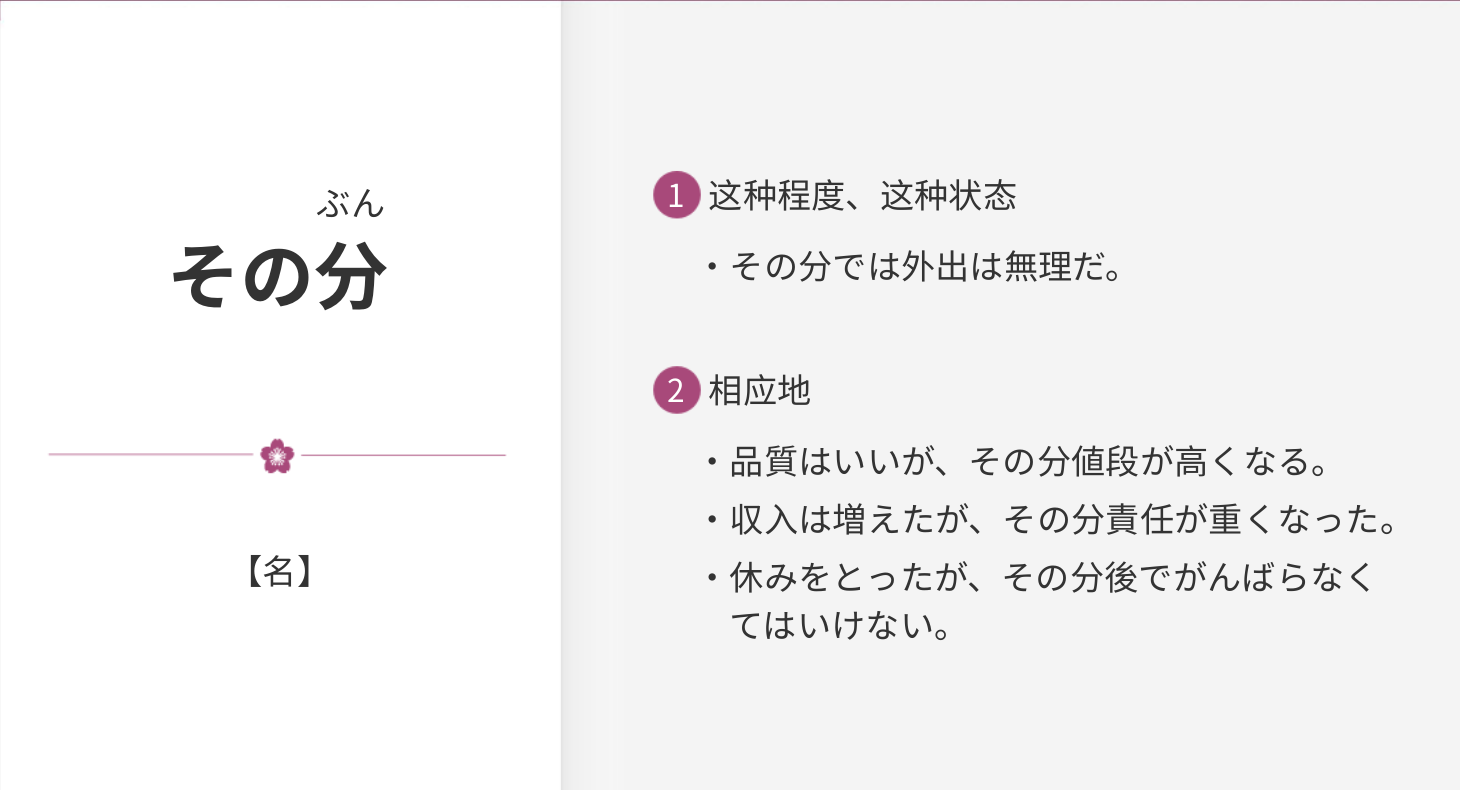 ぶん
その分
【名】
1 这种程度、这种状态
・その分では外出は無理だ。
2 相应地
・品質はいいが、その分値段が高くなる。
・収入は増えたが、その分責任が重くなった。
・休みをとったが、その分後でがんばらなく
てはいけない。